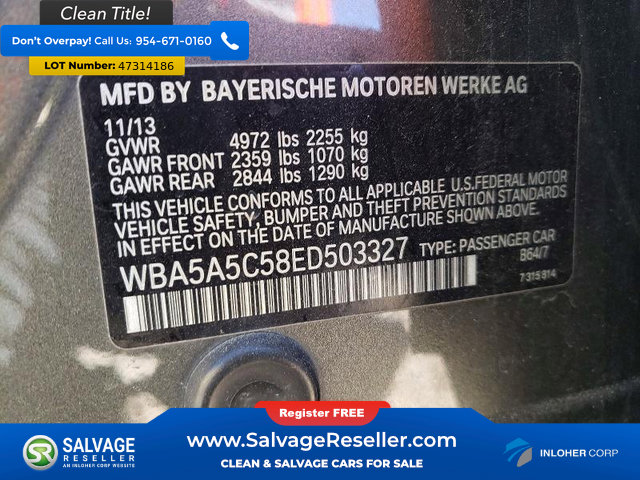 Clean Title!
Don't Overpay! Call Us: 954-671-0160
LOT Number: 47314186
MFD BY BAYERISCHE MOTOREN WERKE AG
11/13
GVWR 4972 lbs 2255 kg
GAWR FRONT 2359 lbs 1070 kg
GAWR REAR 2844 lbs 1290 kg
THIS VEHICLE CONFORMS TO ALL APPLICABLE U.S.FEDERAL MOTOR
VEHICLE SAFETY, BUMPER AND THEFT PREVENTION STANDARDS
IN EFFECT ON THE DATE OF MANUFACTURE SHOWN ABOVE.
WBA5A5C58ED503327 TYPE: PASSENGER CAR
B64/7
7 315 814
Register FREE
SALVAGE
RESELLER
AN INLOHER CORP WEBSITE
www.SalvageReseller.com
CLEAN & SALVAGE CARS FOR SALE
INLOHER CORP